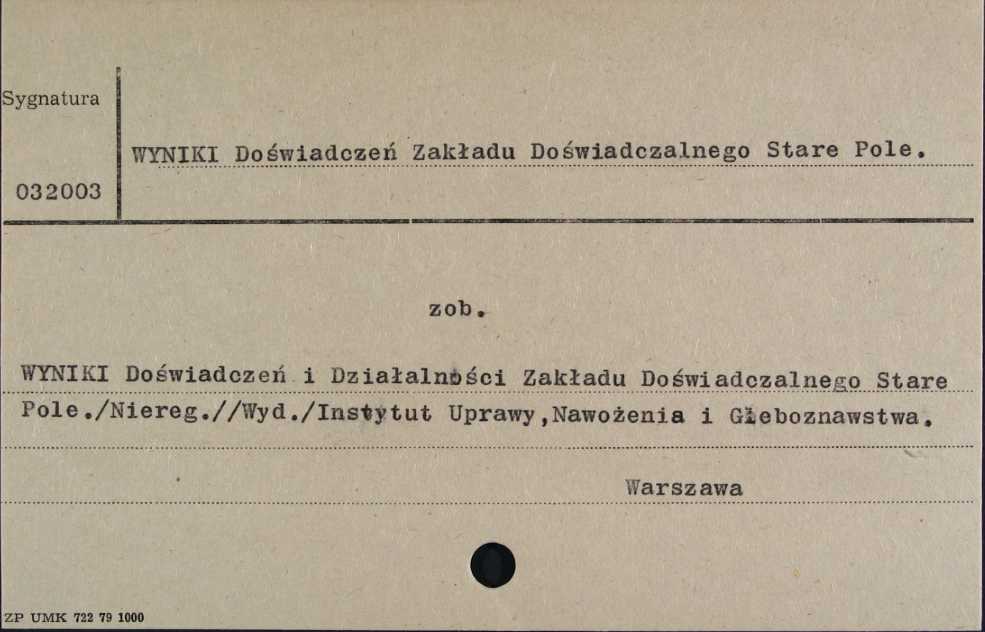 Sygnatura
WYNIKI Doświadczeń Zakładu Doświadczalnego Stare Pole.
032003
zob.
WYNIKI Doświadczeń i Działalności Zakładu Doświadczalnego Stare
Pole./Niereg.//Wyd./Instytut Uprawy,Nawożenia i Gleboznawstwa.
Warszawa
ZP UMK 722 79 1000